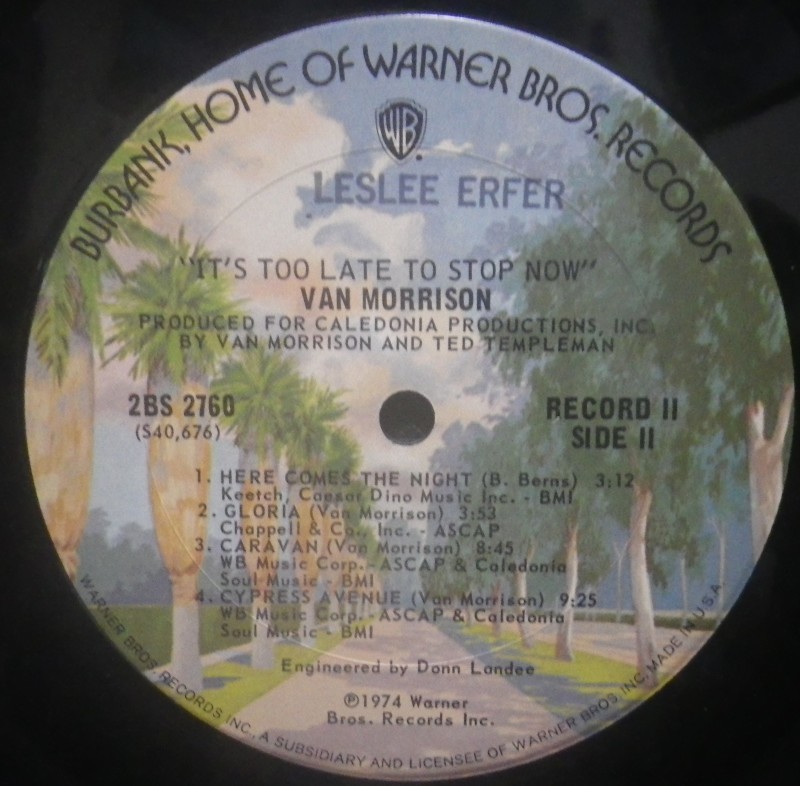 BURBANK, HOME OF WARNER BROS. RECORDS
WB
LESLEE ERFER
"IT'S TOO LATE TO STOP NOW"
VAN MORRISON
PRODUCED FOR CALEDONIA PRODUCTIONS, INC.
BY VAN MORRISON AND TED TEMPLEMAN
2BS 2760
(S40,676)
RECORD II
SIDE II
1. HERE COMES THE NIGHT (B. Berns) 3:12
Keetch, Caesar Dino Music Inc. - BMI
2. GLORIA (Van Morrison) 3:53
Chappell & Co., Inc. - ASCAP
3. CARAVAN (Van Morrison) 8:45
WB Music Corp. - ASCAP & Caledonia
Soul Music - BMI
4. CYPRESS AVENUE (Van Morrison) 9:25
WB Music Corp. - ASCAP & Caledonia
Soul Music - BMI
Engineered by Donn Landee
℗1974 Warner
Bros. Records Inc.
WARNER BROS. RECORDS INC., A SUBSIDIARY AND LICENSEE OF WARNER BROS. INC. MADE IN U.S.A.